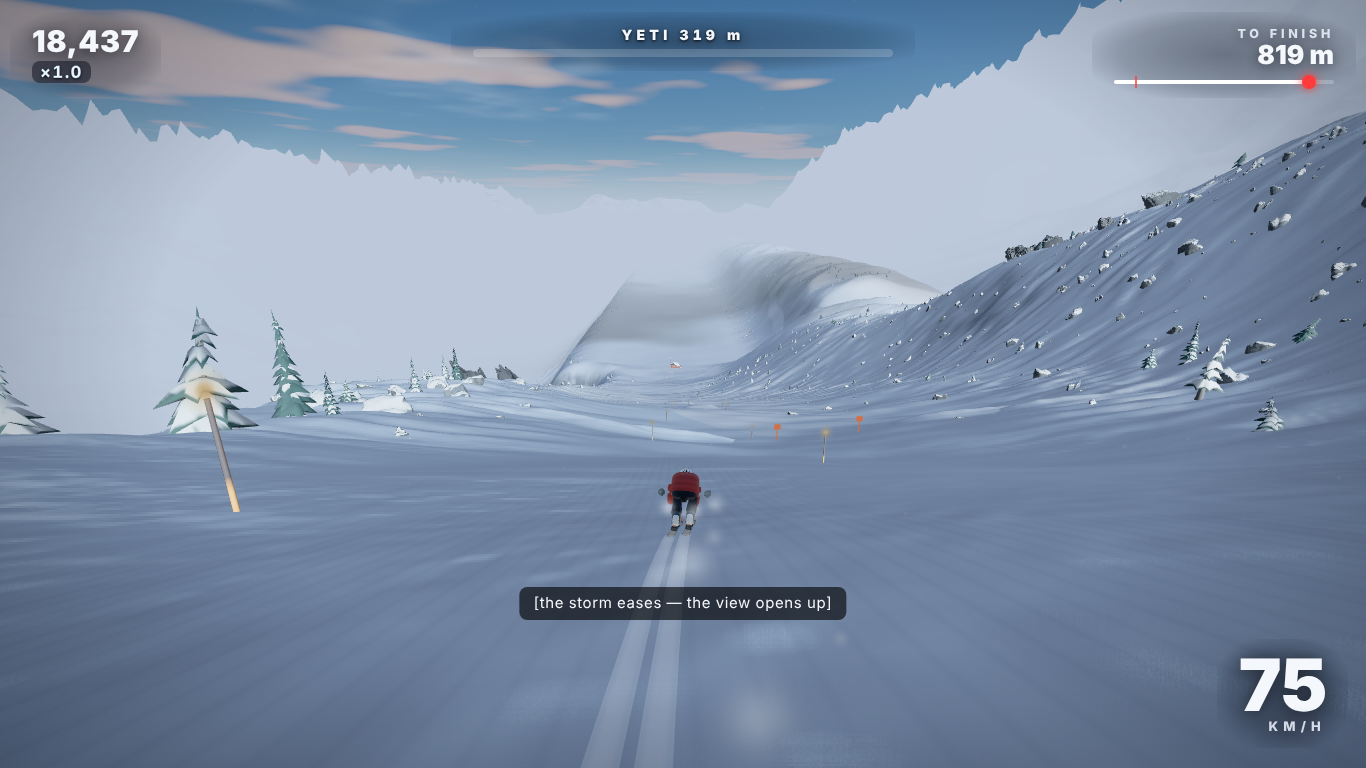 18,437
×1.0
YETI 319 m
TO FINISH
819 m
[the storm eases — the view opens up]
75
KM/H